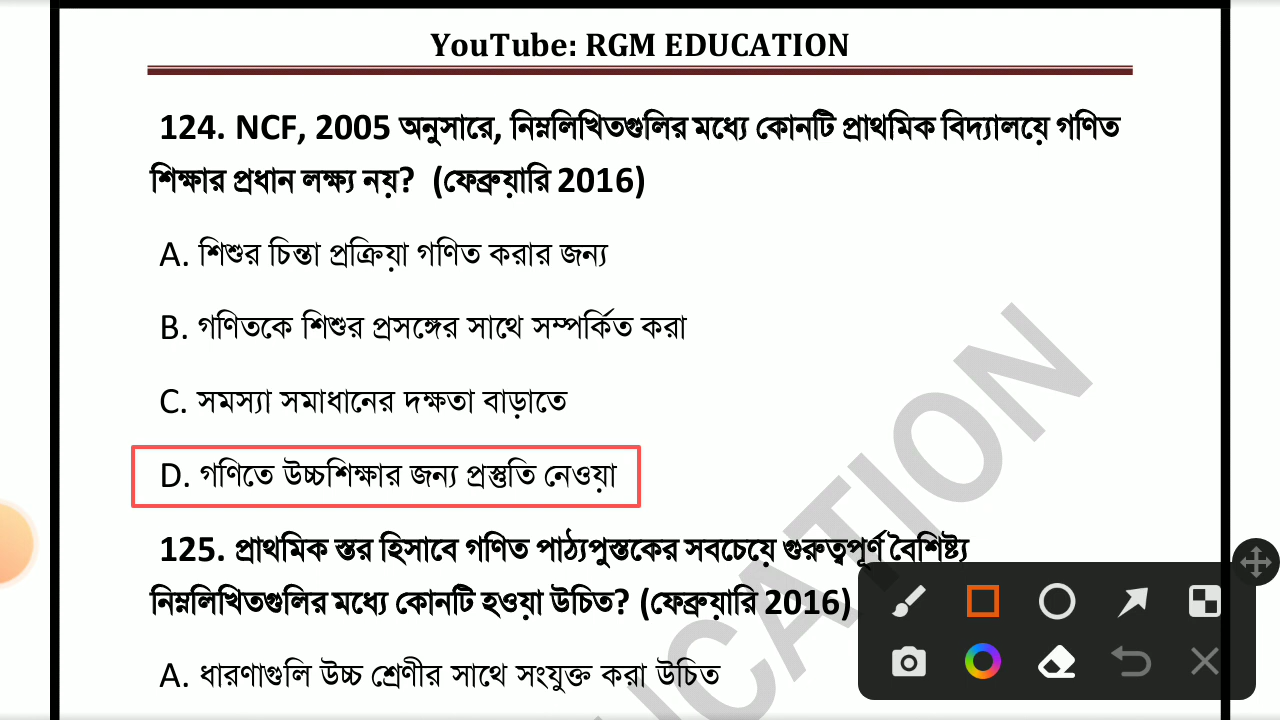 YouTube: RGM EDUCATION
124. NCF, 2005 অনুসারে, নিম্নলিখিতগুলির মধ্যে কোনটি প্রাথমিক বিদ্যালয়ে গণিত
শিক্ষার প্রধান লক্ষ্য নয়? (ফেব্রুয়ারি 2016)
A. শিশুর চিন্তা প্রক্রিয়া গণিত করার জন্য
B. গণিতকে শিশুর প্রসঙ্গের সাথে সম্পর্কিত করা
C. সমস্যা সমাধানের দক্ষতা বাড়াতে
D. গণিতে উচ্চশিক্ষার জন্য প্রস্তুতি নেওয়া
125. প্রাথমিক স্তর হিসাবে গণিত পাঠ্যপুস্তকের সবচেয়ে গুরুত্বপূর্ণ বৈশিষ্ট্য
নিম্নলিখিতগুলির মধ্যে কোনটি হওয়া উচিত? (ফেব্রুয়ারি 2016)
A. ধারণাগুলি উচ্চ শ্রেণীর সাথে সংযুক্ত করা উচিত
UCATION